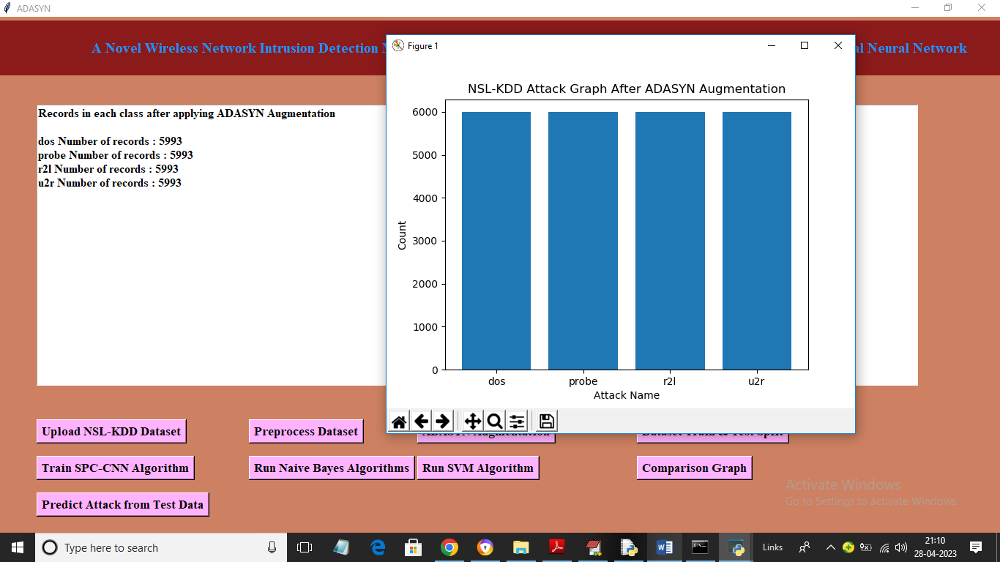 ADASYN
A Novel Wireless Network Intrusion Detection
al Neural Network
Records in each class after applying ADASYN Augmentation
dos Number of records : 5993
probe Number of records : 5993
r2l Number of records : 5993
u2r Number of records : 5993
Figure 1
NSL-KDD Attack Graph After ADASYN Augmentation
6000
5000
4000
3000
2000
1000
0
Count
dos probe r2l u2r
Attack Name
Upload NSL-KDD Dataset
Preprocess Dataset
Train SPC-CNN Algorithm
Run Naive Bayes Algorithms
Run SVM Algorithm
Comparison Graph
Predict Attack from Test Data
Activate Windows
Go to Settings to activate Windows.
Type here to search
Links
21:10
28-04-2023